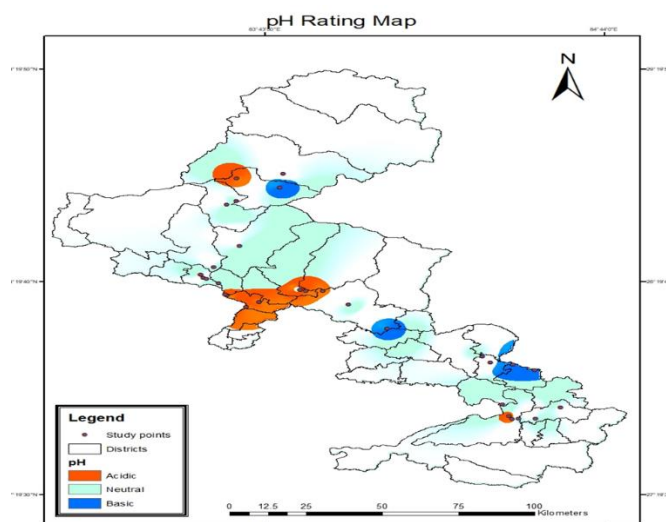 pH Rating Map
N
Legend
Study points
Districts
pH
Acidic
Neutral
Basic
0 12.5 25 50 75 100
Kilometers